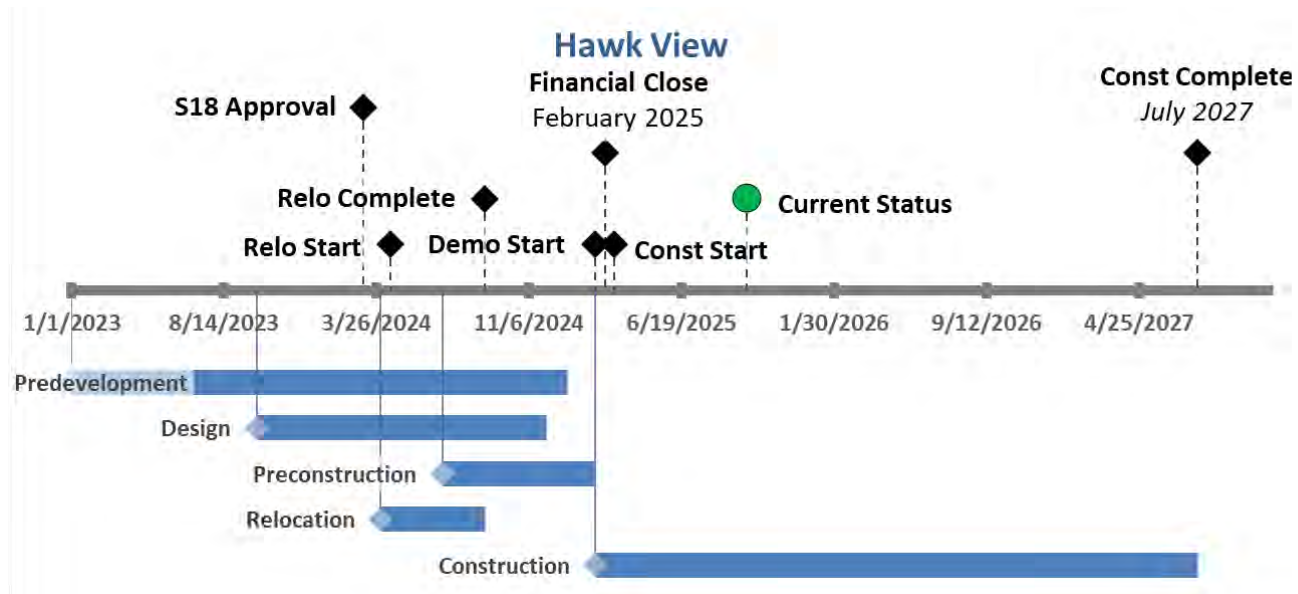 Hawk View
Financial Close
February 2025
Const Complete
July 2027
S18 Approval
Relo Complete
Current Status
Relo Start
Demo Start
Const Start
1/1/2023
8/14/2023
3/26/2024
11/6/2024
6/19/2025
1/30/2026
9/12/2026
4/25/2027
Predevelopment
Design
Preconstruction
Relocation
Construction